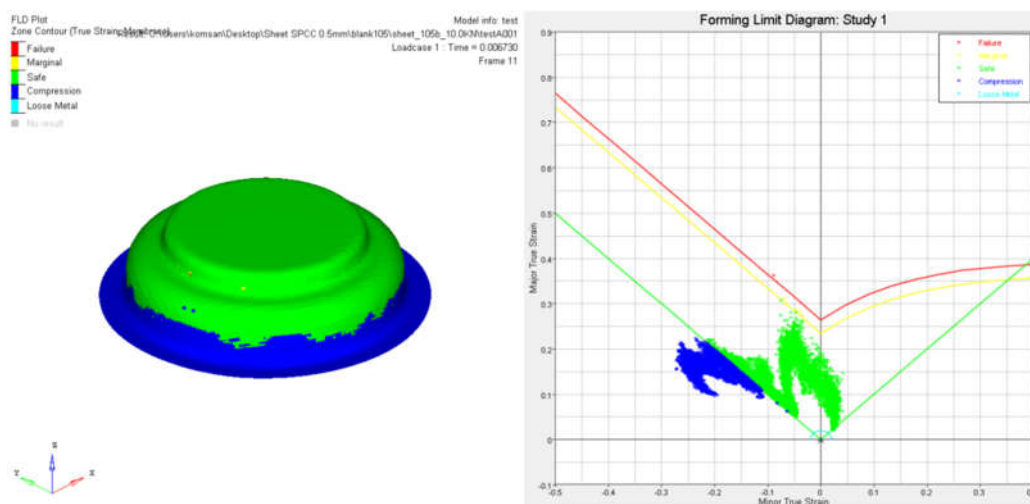 FLD Plot
Zone Contour (True Strain, Membrane)
Failure
Marginal
Safe
Compression
Loose Metal
No result
Model info: test
Result: C:\Users\komsan\Desktop\Sheet SPCC 0.5mm\blank105\sheet_105b_10.0kN\testA001
Loadcase 1 : Time = 0.006730
Frame 11
Z
Y
X
Forming Limit Diagram: Study 1
Failure
Marginal
Safe
Compression
Loose Metal
Major True Strain
0.9
0.8
0.7
0.6
0.5
0.4
0.3
0.2
0.1
0
-0.1
-0.5
-0.4
-0.3
-0.2
-0.1
0
0.1
0.2
0.3
Minor True Strain